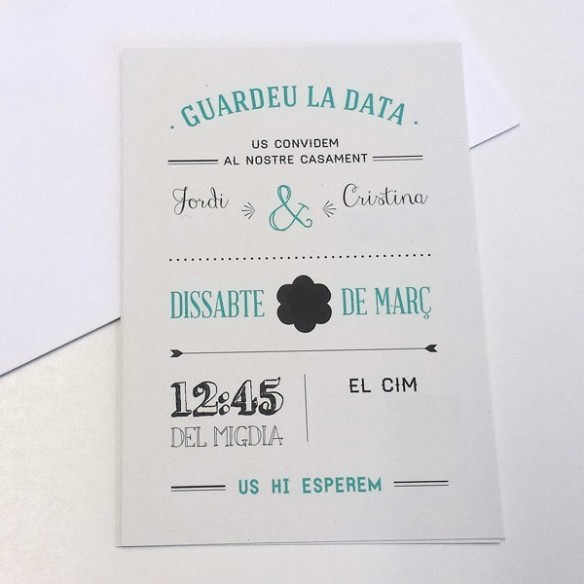 · GUARDEU LA DATA ·
US CONVIDEM
AL NOSTRE CASAMENT
Jordi & Cristina
DISSABTE DE MARÇ
12:45 EL CIM
DEL MIGDIA
US HI ESPEREM